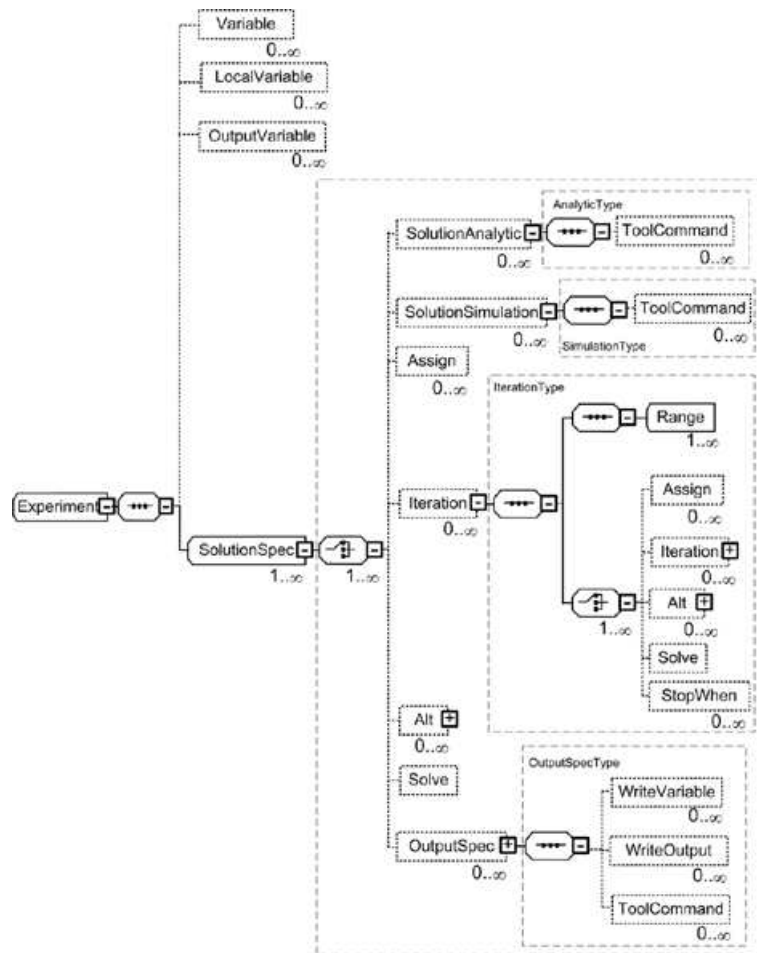 Variable
0..∞
LocalVariable
0..∞
OutputVariable
0..∞
AnalyticType
SolutionAnalytic
ToolCommand
0..∞
0..∞
SolutionSimulation
ToolCommand
0..∞
0..∞
SimulationType
Assign
0..∞
IterationType
Range
1..∞
Experiment
Iteration
0..∞
Assign
0..∞
Iteration
0..∞
SolutionSpec
1..∞
1..∞
Alt
1..∞
0..∞
Solve
StopWhen
0..∞
Alt
0..∞
Solve
OutputSpecType
WriteVariable
0..∞
OutputSpec
0..∞
WriteOutput
0..∞
ToolCommand
0..∞